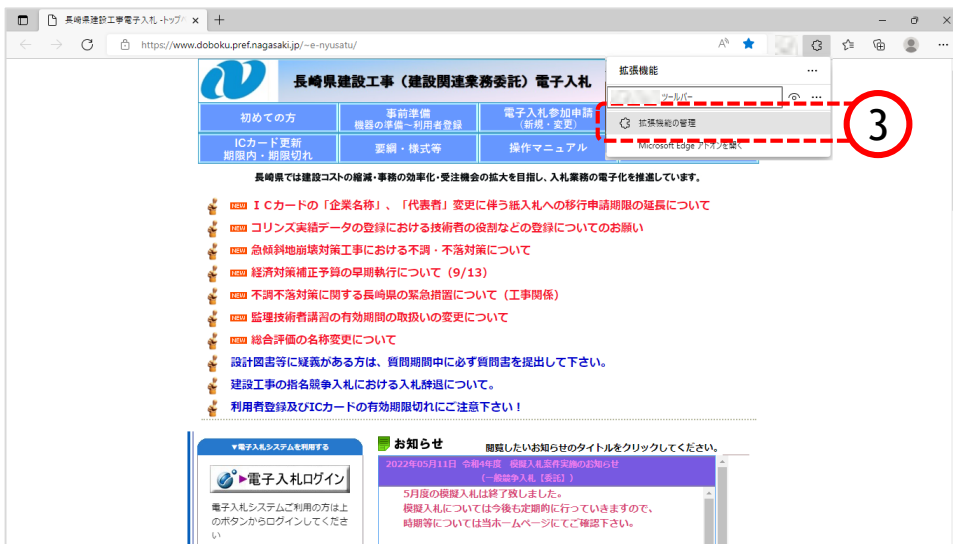 長崎県建設工事電子入札 -トップペ
https://www.doboku.pref.nagasaki.jp/~e-nyusatu/
拡張機能
ツールバー
拡張機能の管理
Microsoft Edge アドオンを開く
3
長崎県建設工事（建設関連業務委託）電子入札
初めての方
事前準備
機器の準備～利用者登録
電子入札参加申請
（新規・変更）
ICカード更新
期限内・期限切れ
要綱・様式等
操作マニュアル
長崎県では建設コストの縮減・事務の効率化・受注機会の拡大を目指し、入札業務の電子化を推進しています。
NEW ＩＣカードの「企業名称」、「代表者」変更に伴う紙入札への移行申請期限の延長について
NEW コリンズ実績データの登録における技術者の役割などの登録についてのお願い
NEW 急傾斜地崩壊対策工事における不調・不落対策について
NEW 経済対策補正予算の早期執行について（9/13）
NEW 不調不落対策に関する長崎県の緊急措置について（工事関係）
NEW 監理技術者講習の有効期間の取扱いの変更について
NEW 総合評価の名称変更について
設計図書等に疑義がある方は、質問期間中に必ず質問書を提出して下さい。
建設工事の指名競争入札における入札辞退について。
利用者登録及びICカードの有効期限切れにご注意下さい！
▼電子入札システムを利用する
電子入札ログイン
電子入札システムご利用の方は上
のボタンからログインしてくださ
い
お知らせ
閲覧したいお知らせのタイトルをクリックしてください。
2022年05月11日 令和4年度 模擬入札案件実施のお知らせ
（一般競争入札【委託】）
5月度の模擬入札は終了致しました。
模擬入札については今後も定期的に行っていきますので、
時期等については当ホームページにてご確認下さい。